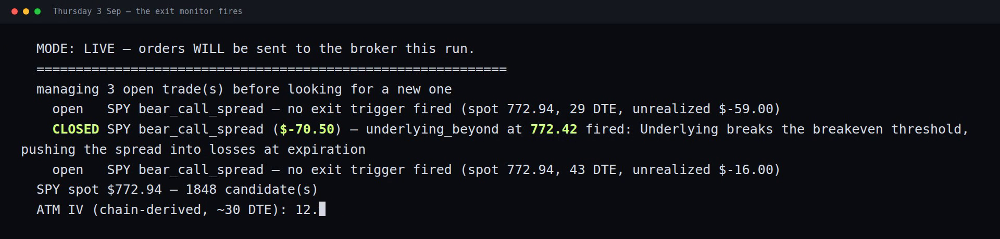 Thursday 3 Sep — the exit monitor fires
MODE: LIVE — orders WILL be sent to the broker this run.
============================================================
managing 3 open trade(s) before looking for a new one
open   SPY bear_call_spread — no exit trigger fired (spot 772.94, 29 DTE, unrealized $-59.00)
CLOSED SPY bear_call_spread ($-70.50) — underlying_beyond at 772.42 fired: Underlying breaks the breakeven threshold,
pushing the spread into losses at expiration
open   SPY bear_call_spread — no exit trigger fired (spot 772.94, 43 DTE, unrealized $-16.00)
SPY spot $772.94 — 1848 candidate(s)
ATM IV (chain-derived, ~30 DTE): 12.